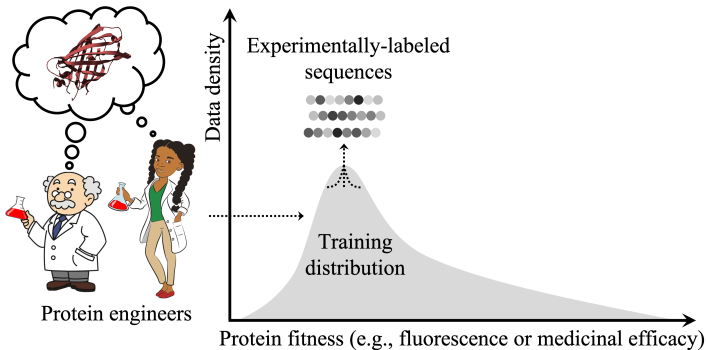 Experimentally-labeled
sequences
Data density
Training
distribution
Protein engineers
Protein fitness (e.g., fluorescence or medicinal efficacy)